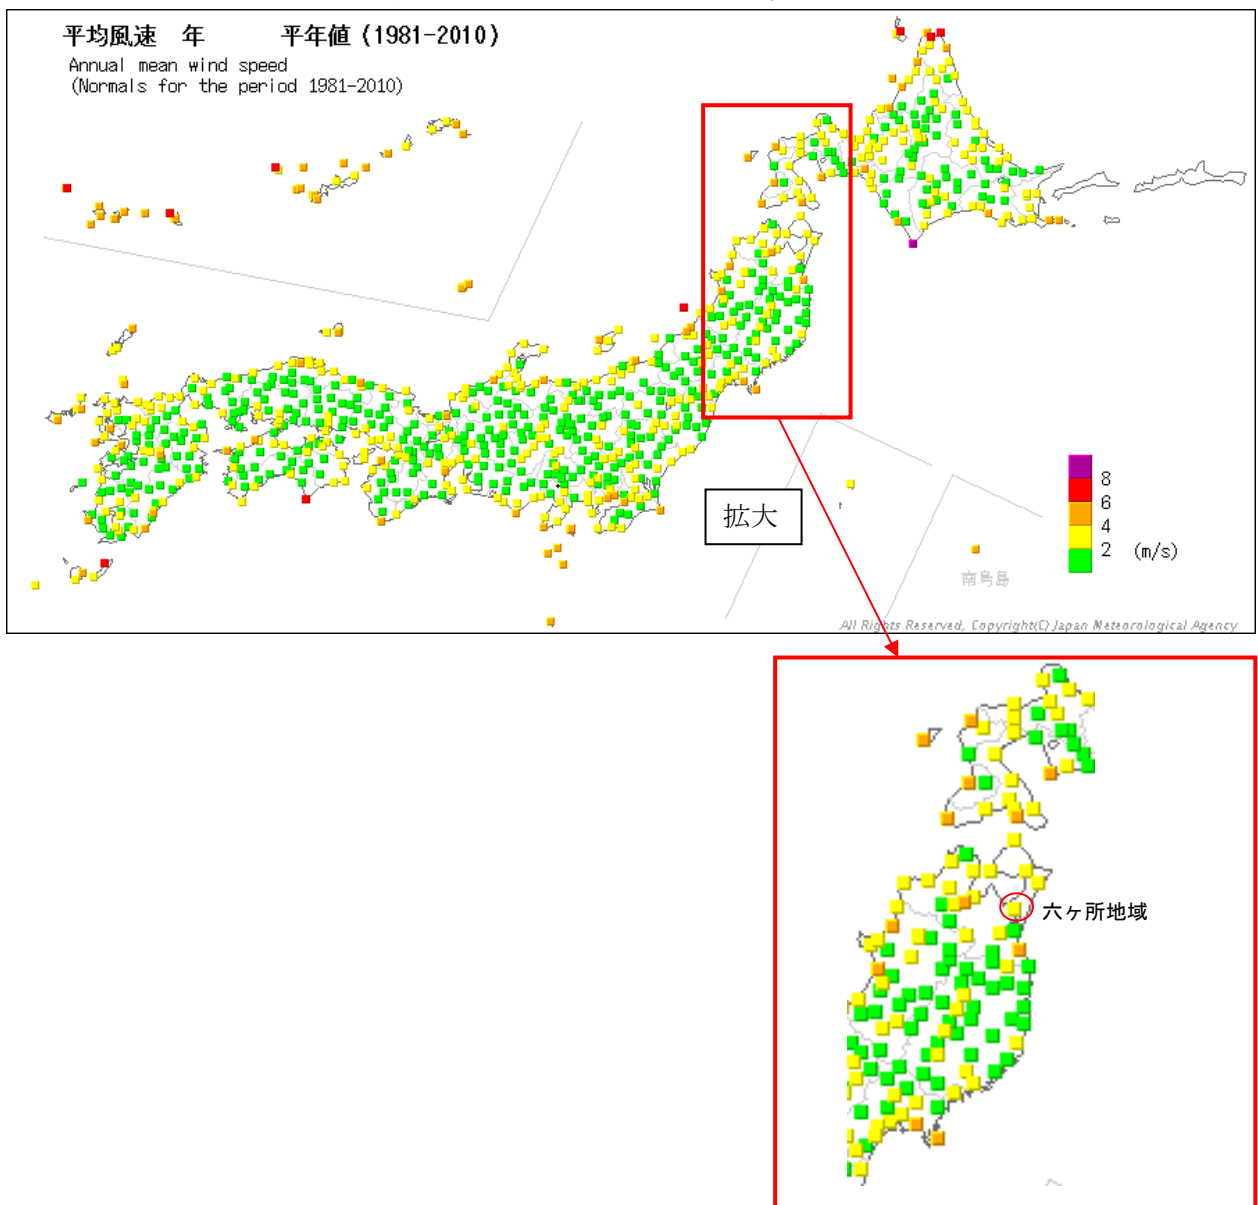 平均風速 年 平年値(1981-2010)
Annual mean wind speed
(Normals for the period 1981-2010)
拡大
8
6
4
2 (m/s)
南鳥島
All Rights Reserved, Copyright(C) Japan Meteorological Agency
六ヶ所地域